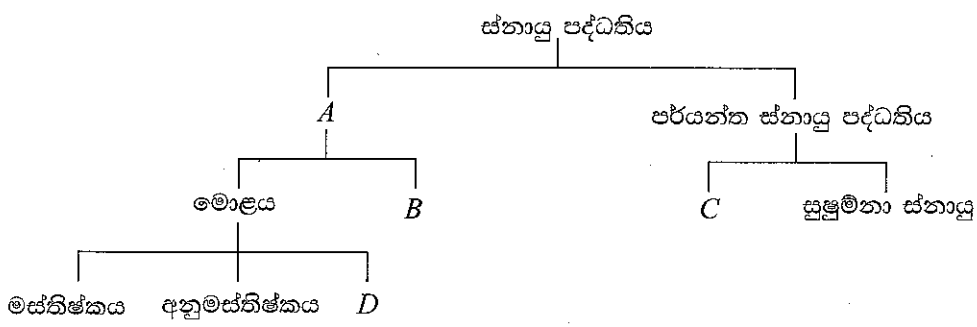 ස්නායු පද්ධතිය
A
පර්යන්ත ස්නායු පද්ධතිය
මොළය
B
C
සුෂුම්නා ස්නායු
මස්තිෂ්කය අනුමස්තිෂ්කය D